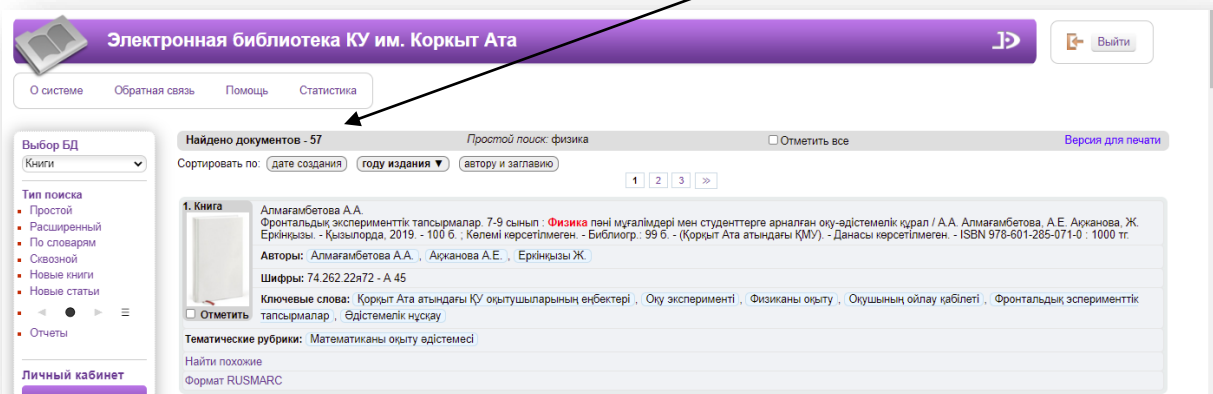 Электронная библиотека КУ им. Коркыт Ата
Выйти
О системе Обратная связь Помощь Статистика
Выбор БД
Книги
Тип поиска
Простой
Расширенный
По словарям
Сквозной
Новые книги
Новые статьи
Отчеты
Личный кабинет
Найдено документов - 57 Простой поиск: физика Отметить все Версия для печати
Сортировать по: дате создания году издания ▼ автору и заглавию
1 2 3 »
1. Книга
Отметить
Алмағамбетова А.А.
Фронтальдық эксперименттік тапсырмалар. 7-9 сынып : Физика пәні мұғалімдері мен студенттерге арналған оқу-әдістемелік құрал / А.А. Алмағамбетова, А.Е. Ақжанова, Ж.
Еркінқызы. - Қызылорда, 2019. - 100 б. ; Көлемі көрсетілмеген. - Библиогр.: 99 б. - (Қорқыт Ата атындағы ҚМУ). - Данасы көрсетілмеген. - ISBN 978-601-285-071-0 : 1000 тг.
Авторы: Алмағамбетова А.А. , Ақжанова А.Е. , Еркінқызы Ж.
Шифры: 74.262.22я72 - А 45
Ключевые слова: Қорқыт Ата атындағы ҚУ оқытушыларының еңбектері , Оқу эксперименті , Физиканы оқыту , Оқушының ойлау қабілеті , Фронтальдық эсперименттік
тапсырмалар , Әдістемелік нұсқау
Тематические рубрики: Математиканы оқыту әдістемесі
Найти похожие
Формат RUSMARC